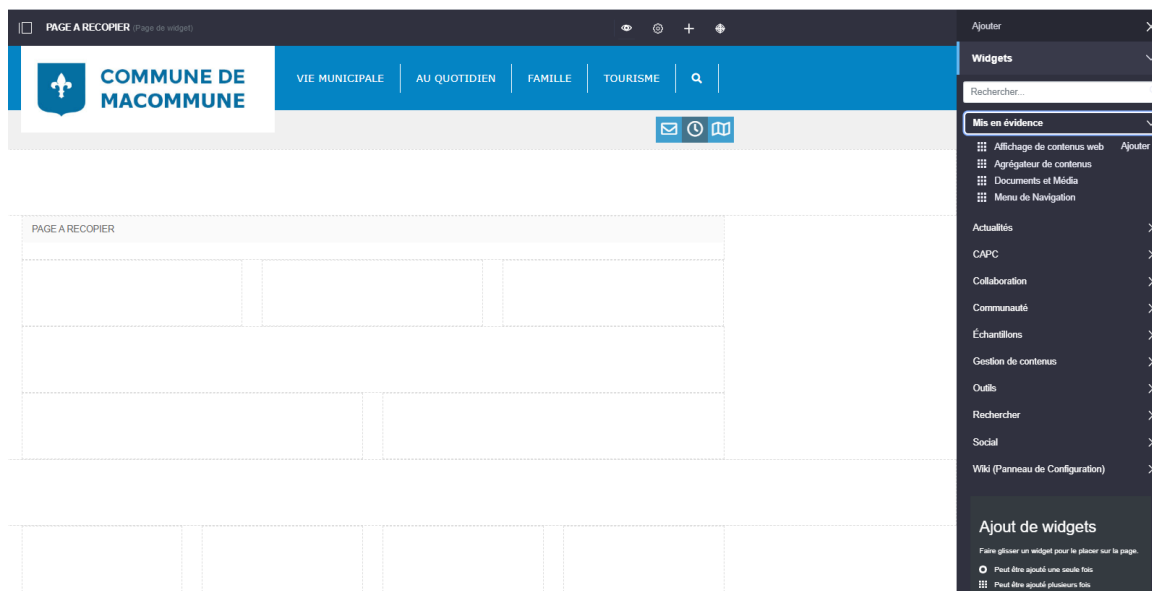 PAGE A RECOPIER (Page de widget)
COMMUNE DE
MACOMMUNE
VIE MUNICIPALE
AU QUOTIDIEN
FAMILLE
TOURISME
PAGE A RECOPIER
Ajouter
Widgets
Rechercher...
Mis en évidence
Affichage de contenus web Ajouter
Agrégateur de contenus
Documents et Média
Menu de Navigation
Actualités
CAPC
Collaboration
Communauté
Échantillons
Gestion de contenus
Outils
Rechercher
Social
Wiki (Panneau de Configuration)
Ajout de widgets
Faire glisser un widget pour le placer sur la page.
Peut être ajouté une seule fois
Peut être ajouté plusieurs fois